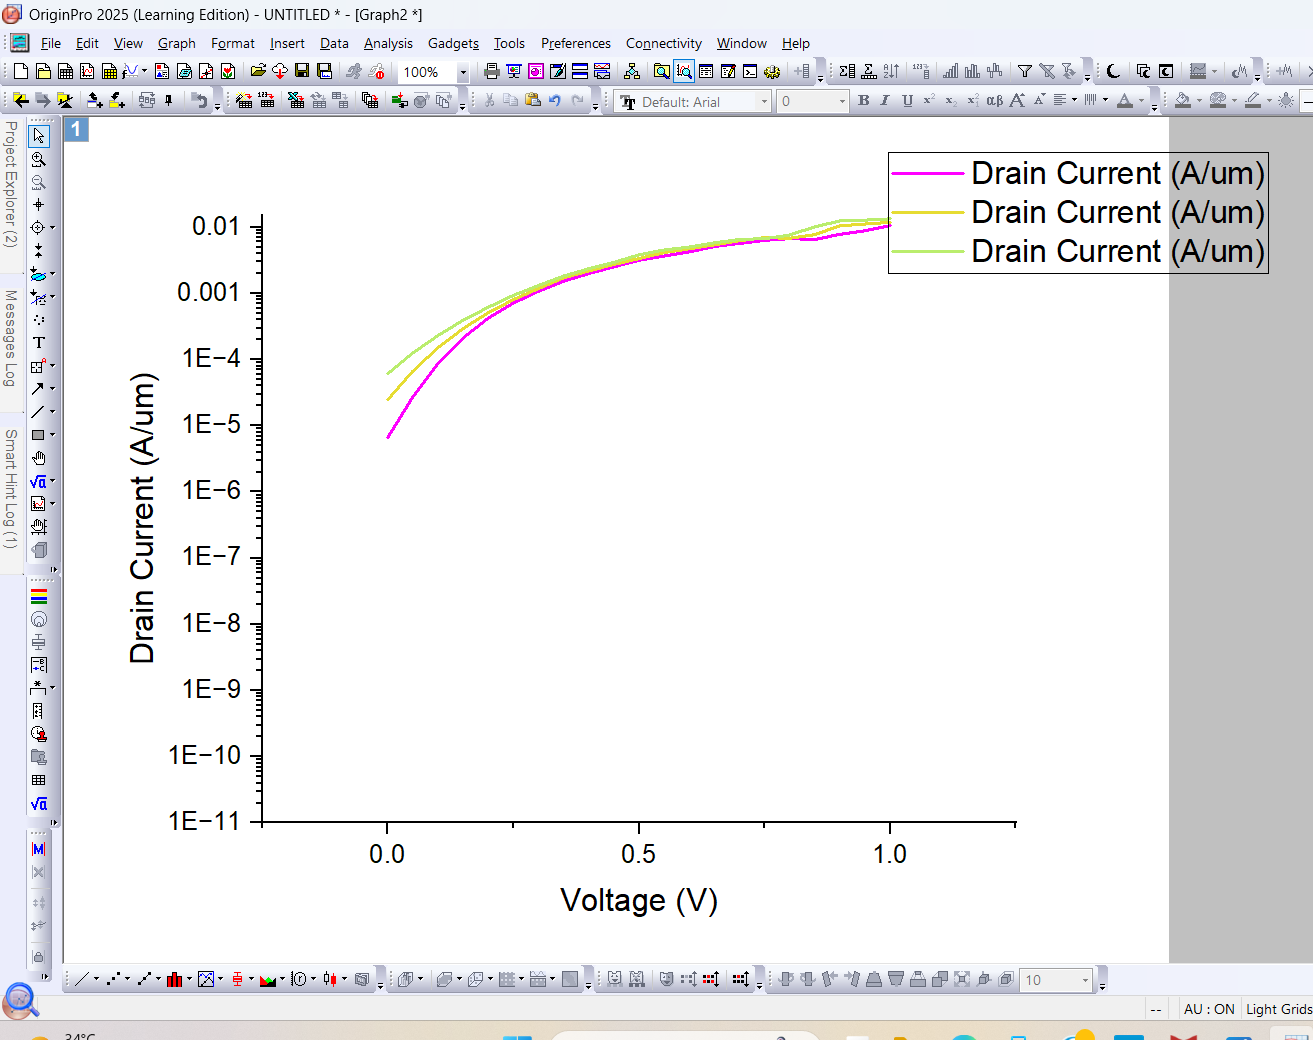 OriginPro 2025 (Learning Edition) - UNTITLED * - [Graph2 *]
File Edit View Graph Format Insert Data Analysis Gadgets Tools Preferences Connectivity Window Help
100%
Default: Arial 0 B I U
Project Explorer (2)
Messages Log
Smart Hint Log (1)
1
Drain Current (A/um)
Drain Current (A/um)
Drain Current (A/um)
0.01
0.001
1E−4
1E−5
1E−6
1E−7
1E−8
1E−9
1E−10
1E−11
Drain Current (A/um)
0.0 0.5 1.0
Voltage (V)
10
-- AU : ON Light Grids
34°C